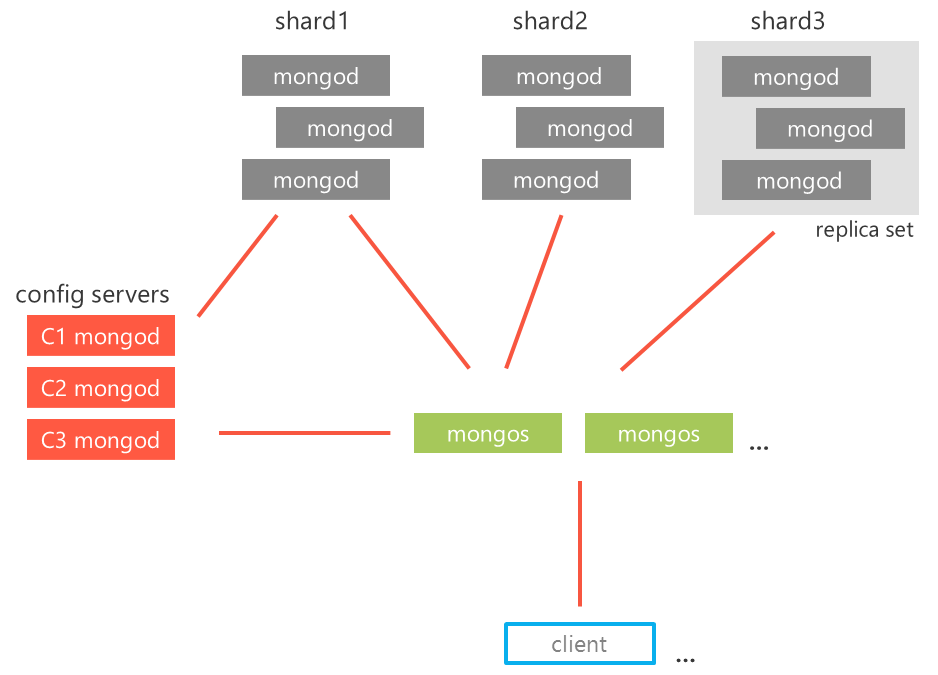 shard1
shard2
shard3
mongod
mongod
mongod
mongod
mongod
mongod
mongod
mongod
mongod
replica set
config servers
C1 mongod
C2 mongod
C3 mongod
mongos
mongos
...
client
...